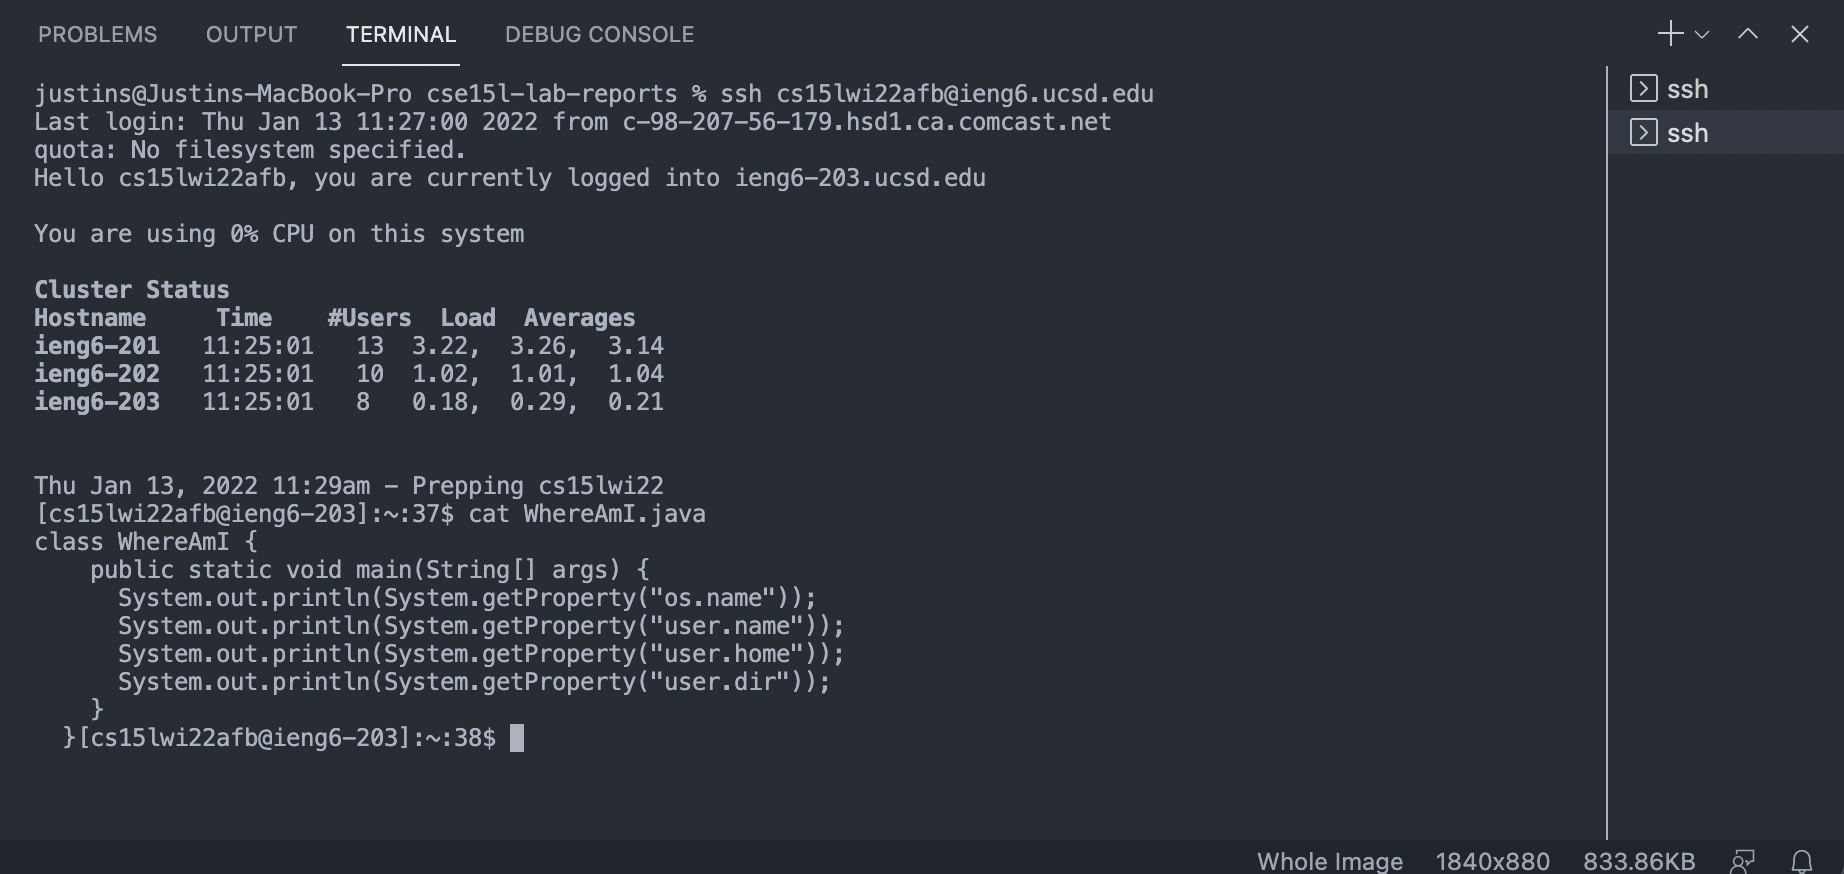 PROBLEMS OUTPUT TERMINAL DEBUG CONSOLE
justins@Justins-MacBook-Pro cse15l-lab-reports % ssh cs15lwi22afb@ieng6.ucsd.edu
Last login: Thu Jan 13 11:27:00 2022 from c-98-207-56-179.hsd1.ca.comcast.net
quota: No filesystem specified.
Hello cs15lwi22afb, you are currently logged into ieng6-203.ucsd.edu
You are using 0% CPU on this system
Cluster Status
Hostname Time #Users Load Averages
ieng6-201 11:25:01 13 3.22, 3.26, 3.14
ieng6-202 11:25:01 10 1.02, 1.01, 1.04
ieng6-203 11:25:01 8 0.18, 0.29, 0.21
Thu Jan 13, 2022 11:29am - Prepping cs15lwi22
[cs15lwi22afb@ieng6-203]:~:37$ cat WhereAmI.java
class WhereAmI {
public static void main(String[] args) {
System.out.println(System.getProperty("os.name"));
System.out.println(System.getProperty("user.name"));
System.out.println(System.getProperty("user.home"));
System.out.println(System.getProperty("user.dir"));
}
}[cs15lwi22afb@ieng6-203]:~:38$
ssh
ssh
Whole Image 1840x880 833.86KB